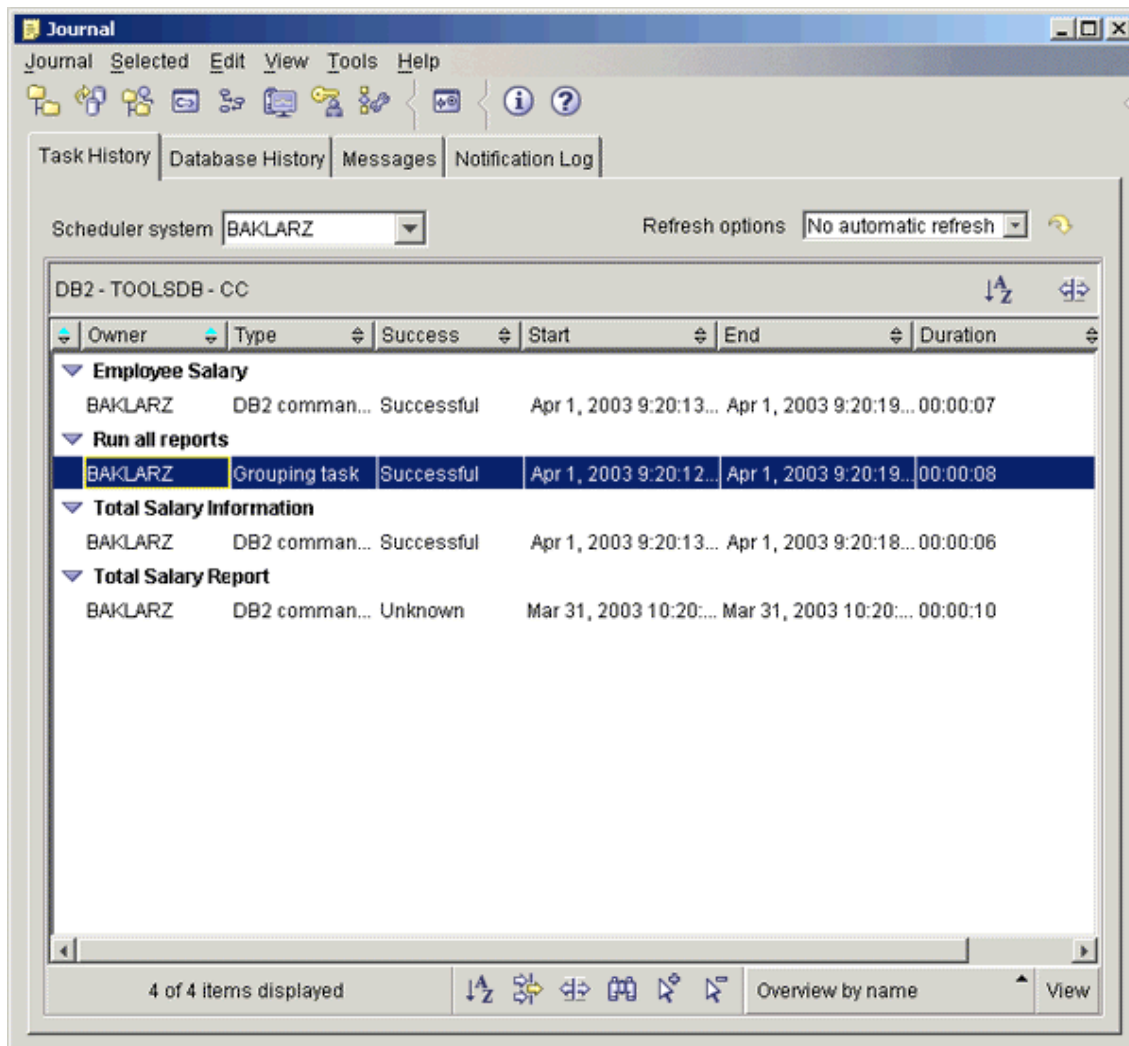 Journal
Journal Selected Edit View Tools Help
Task History Database History Messages Notification Log
Scheduler system BAKLARZ Refresh options No automatic refresh
DB2 - TOOLSDB - CC
Owner Type Success Start End Duration
Employee Salary
BAKLARZ DB2 comman... Successful Apr 1, 2003 9:20:13... Apr 1, 2003 9:20:19... 00:00:07
Run all reports
BAKLARZ Grouping task Successful Apr 1, 2003 9:20:12... Apr 1, 2003 9:20:19... 00:00:08
Total Salary Information
BAKLARZ DB2 comman... Successful Apr 1, 2003 9:20:13... Apr 1, 2003 9:20:18... 00:00:06
Total Salary Report
BAKLARZ DB2 comman... Unknown Mar 31, 2003 10:20:... Mar 31, 2003 10:20:... 00:00:10
4 of 4 items displayed Overview by name View